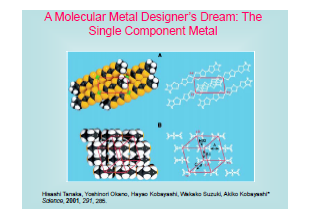 A Molecular Metal Designer's Dream: The
Single Component Metal
A
B
Hisashi Tanaka, Yoshinori Okano, Hayao Kobayashi, Wakako Suzuki, Akiko Kobayashi*
Science, 2001, 291, 285.